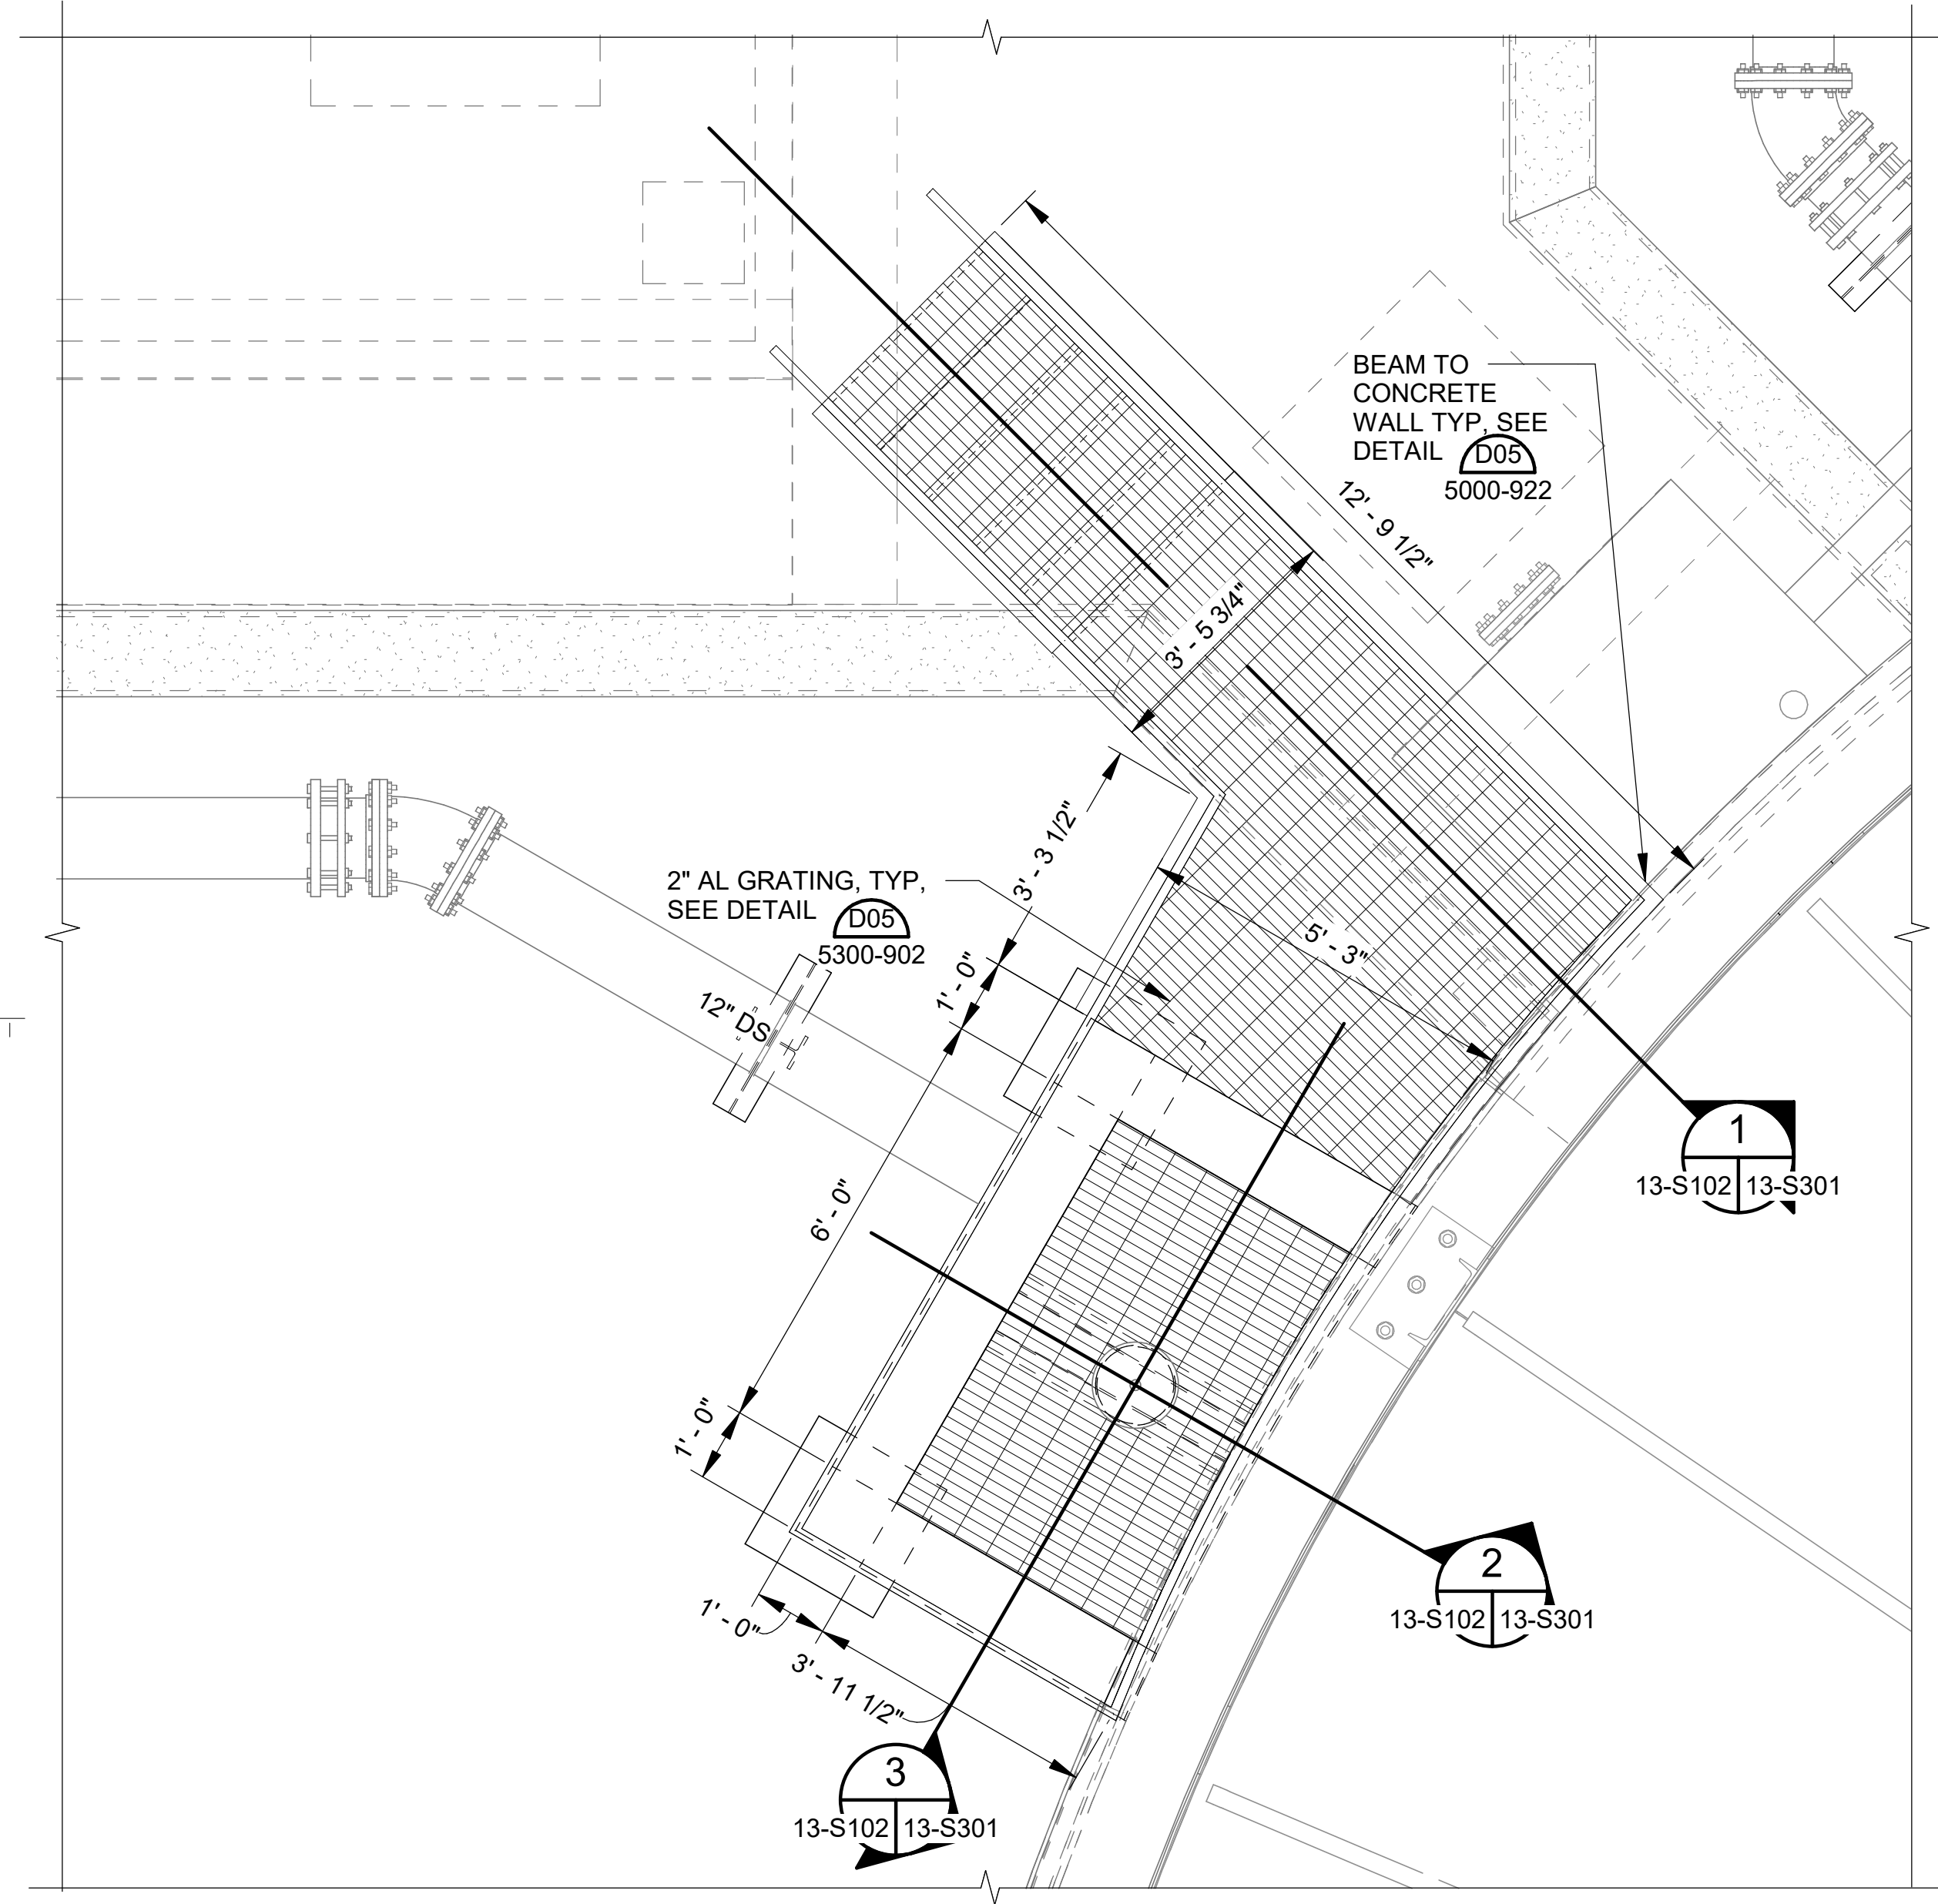 BEAM TO
CONCRETE
WALL TYP, SEE
DETAIL D05
5000-922
12' - 9 1/2"
3' - 5 3/4"
3' - 3 1/2"
2" AL GRATING, TYP,
SEE DETAIL D05
5300-902
5' - 3"
1' - 0"
12" DS
1
13-S102 13-S301
6' - 0"
1' - 0"
2
13-S102 13-S301
1' - 0"
3' - 11 1/2"
3
13-S102 13-S301